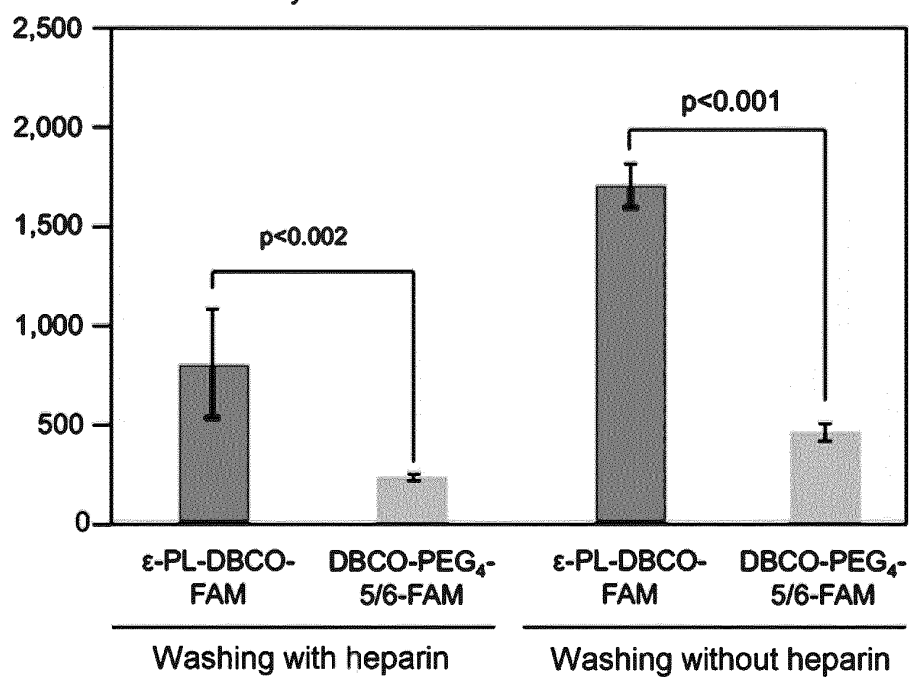 2,500
2,000
1,500
1,000
500
0
p<0.002
p<0.001
ε-PL-DBCO-
FAM
DBCO-PEG₄-
5/6-FAM
ε-PL-DBCO-
FAM
DBCO-PEG₄-
5/6-FAM
Washing with heparin
Washing without heparin